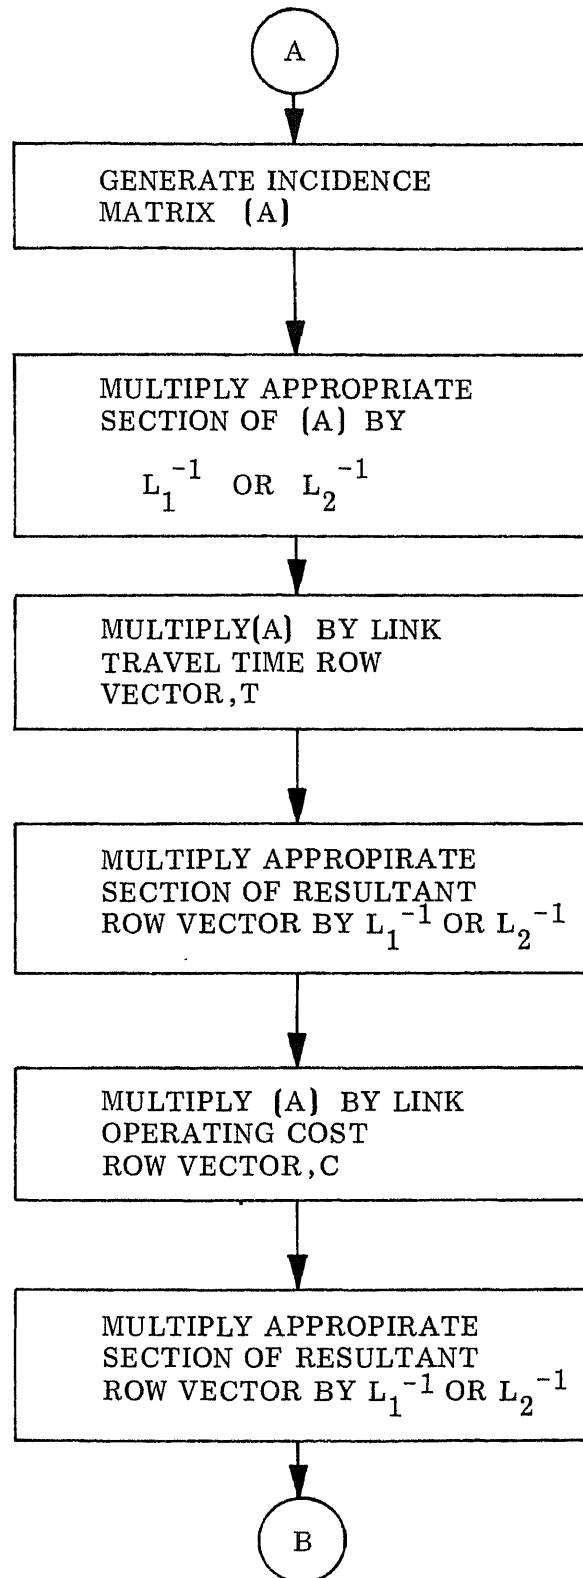 A
GENERATE INCIDENCE
MATRIX (A)
MULTIPLY APPROPRIATE
SECTION OF (A) BY
L₁⁻¹ OR L₂⁻¹
MULTIPLY(A) BY LINK
TRAVEL TIME ROW
VECTOR,T
MULTIPLY APPROPIRATE
SECTION OF RESULTANT
ROW VECTOR BY L₁⁻¹ OR L₂⁻¹
MULTIPLY (A) BY LINK
OPERATING COST
ROW VECTOR,C
MULTIPLY APPROPIRATE
SECTION OF RESULTANT
ROW VECTOR BY L₁⁻¹ OR L₂⁻¹
B